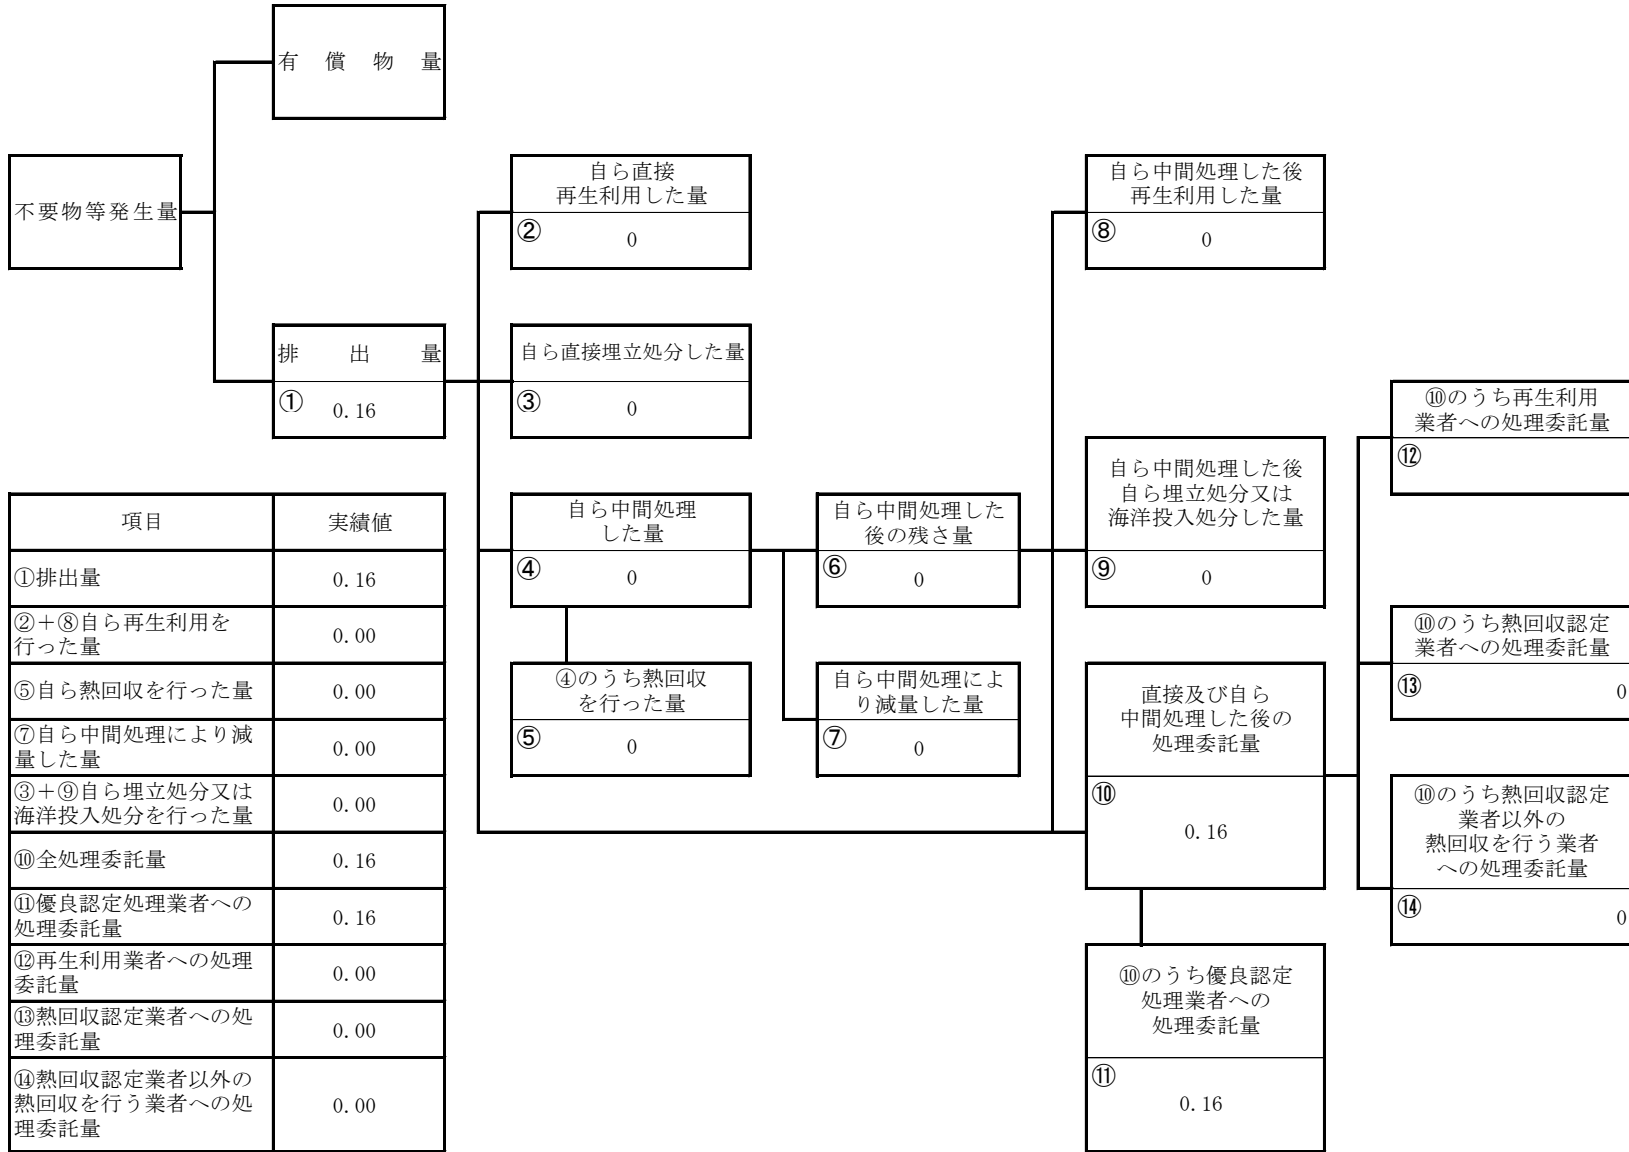 有償物量
不要物等発生量
排出量
① 0.16
自ら直接
再生利用した量
② 0
自ら直接埋立処分した量
③ 0
自ら中間処理
した量
④ 0
④のうち熱回収
を行った量
⑤ 0
自ら中間処理した
後の残さ量
⑥ 0
自ら中間処理によ
り減量した量
⑦ 0
自ら中間処理した後
再生利用した量
⑧ 0
自ら中間処理した後
自ら埋立処分又は
海洋投入処分した量
⑨ 0
直接及び自ら
中間処理した後の
処理委託量
⑩
0.16
⑩のうち優良認定
処理業者への
処理委託量
⑪
0.16
⑩のうち再生利用
業者への処理委託量
⑫
⑩のうち熱回収認定
業者への処理委託量
⑬ 0
⑩のうち熱回収認定
業者以外の
熱回収を行う業者
への処理委託量
⑭ 0
項目 実績値
①排出量 0.16
②+⑧自ら再生利用を
行った量 0.00
⑤自ら熱回収を行った量 0.00
⑦自ら中間処理により減
量した量 0.00
③+⑨自ら埋立処分又は
海洋投入処分を行った量 0.00
⑩全処理委託量 0.16
⑪優良認定処理業者への
処理委託量 0.16
⑫再生利用業者への処理
委託量 0.00
⑬熱回収認定業者への処
理委託量 0.00
⑭熱回収認定業者以外の
熱回収を行う業者への処
理委託量 0.00